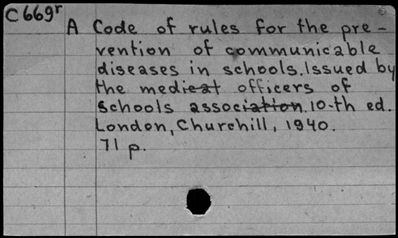 C669r
A Code of rules for the pre-
vention of communicable
diseases in schools. Issued by
the medical officers of
schools association. 10-th ed.
London, Churchill, 1940.
71 p.